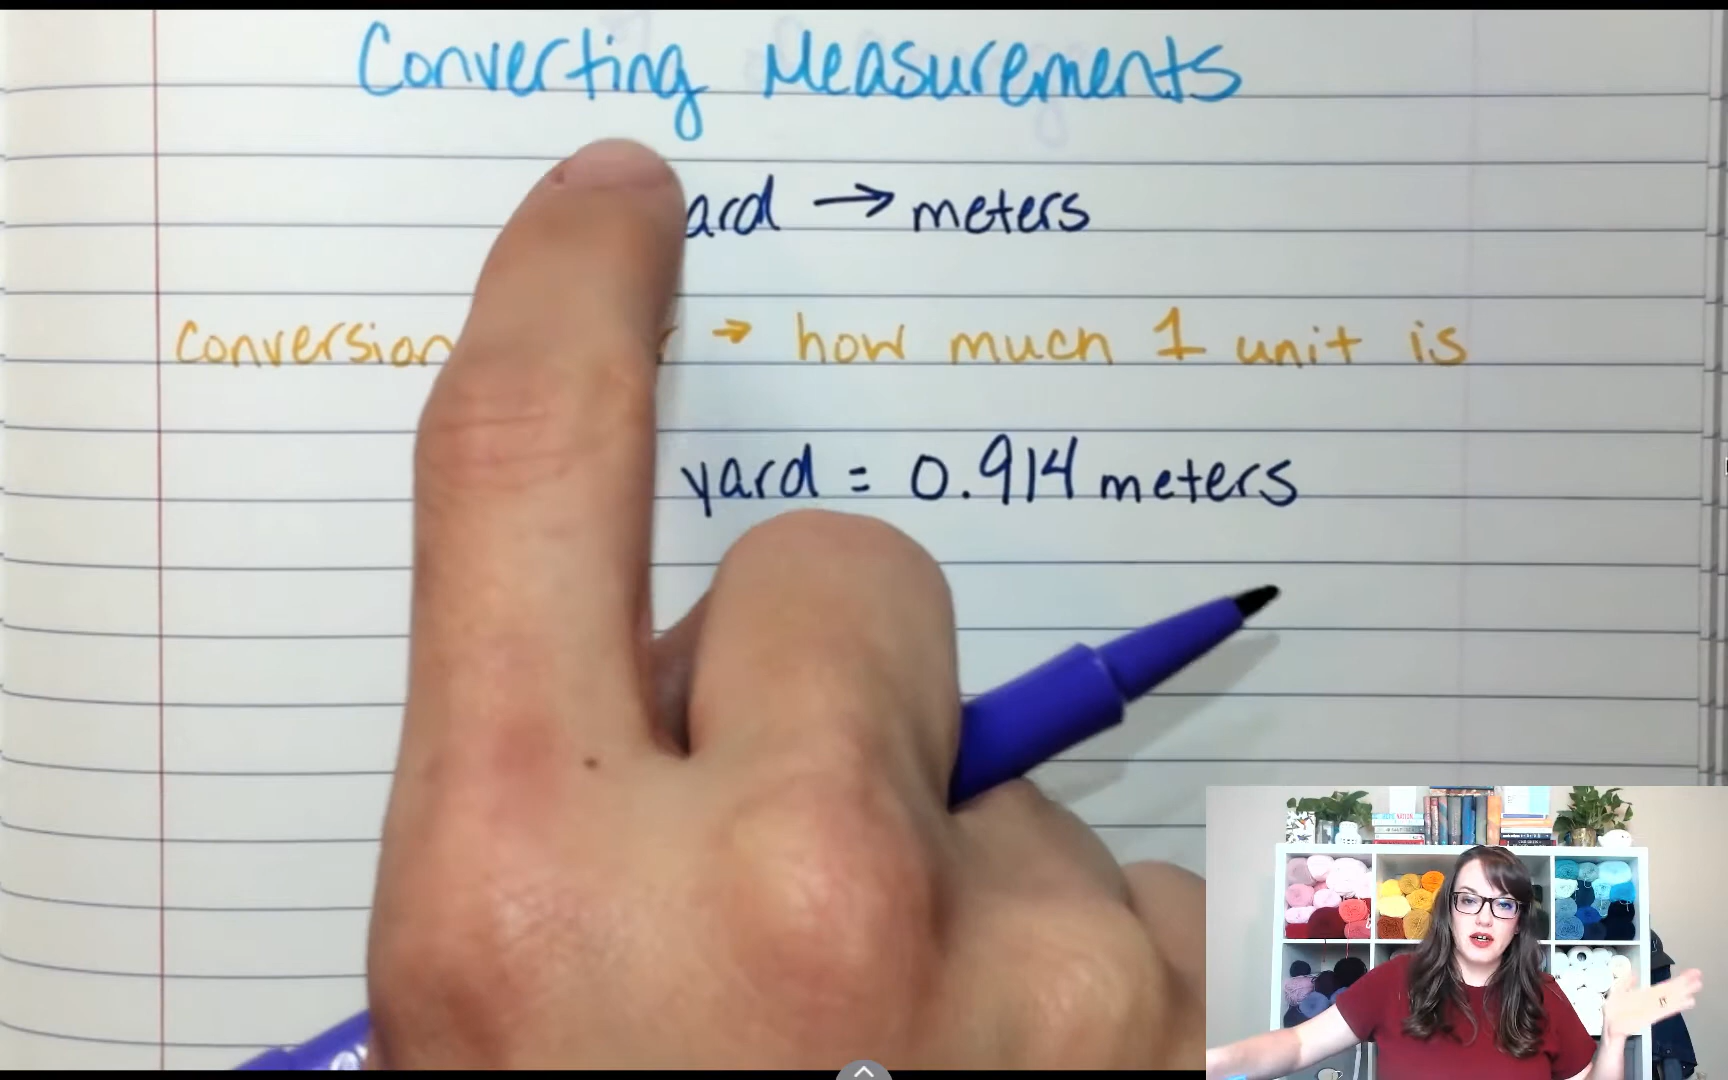 Converting Measurements
ard → meters
Conversion → how much 1 unit is
yard = 0.914 meters